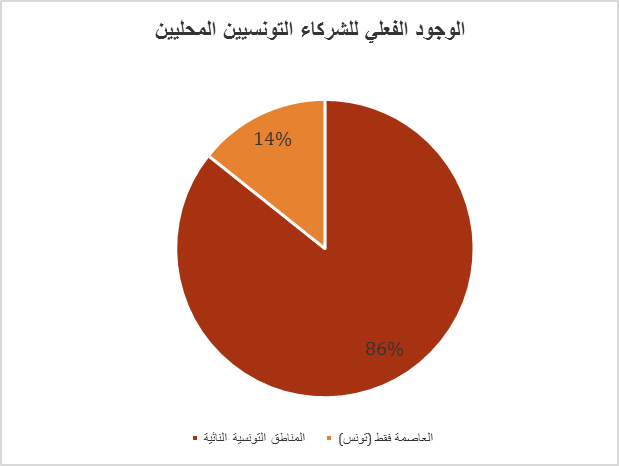 الوجود الفعلي للشركاء التونسيين المحليين
14%
86%
المناطق التونسية النائية
العاصمة فقط (تونس)